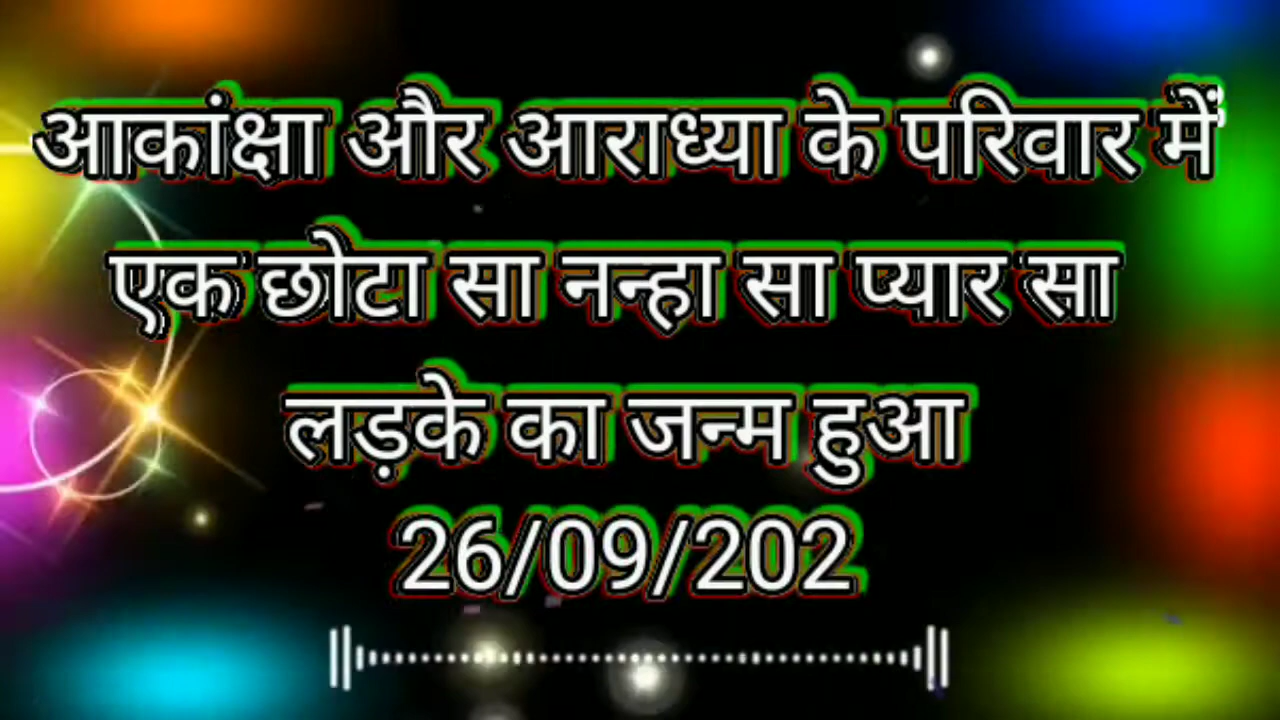 आकांक्षा और आराध्या के परिवार में
एक छोटा सा नन्हा सा प्यार सा
लड़के का जन्म हुआ
26/09/202